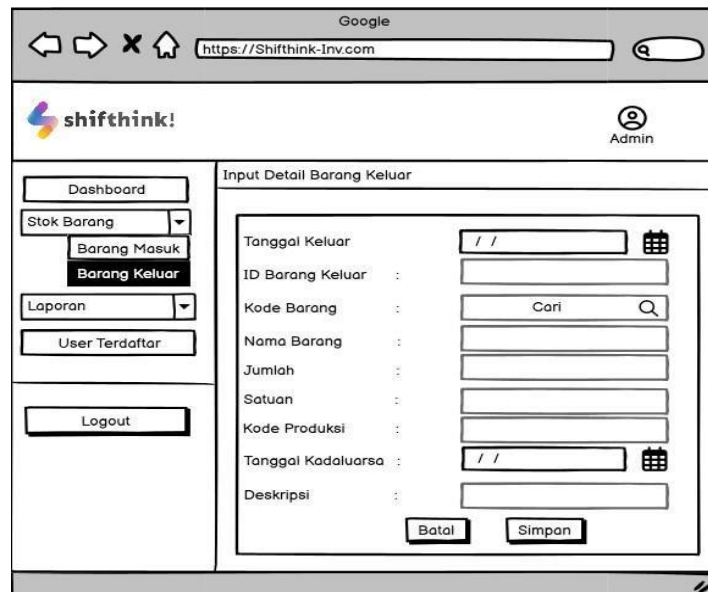 Google
https://Shifthink-Inv.com
shifthink!
Admin
Dashboard
Stok Barang
Barang Masuk
Barang Keluar
Laporan
User Terdaftar
Logout
Input Detail Barang Keluar
Tanggal Keluar / /
ID Barang Keluar :
Kode Barang : Cari
Nama Barang :
Jumlah :
Satuan :
Kode Produksi :
Tanggal Kadaluarsa : / /
Deskripsi :
Batal Simpan